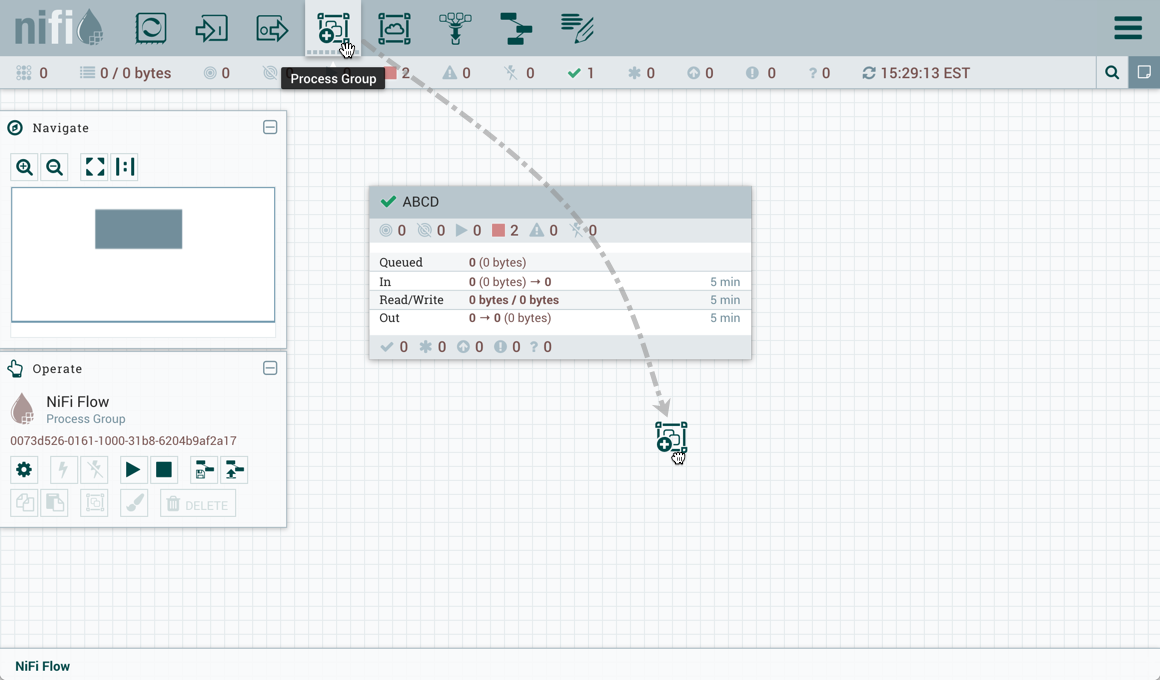 nifi
0 0 / 0 bytes 0 0 2 0 0 1 0 0 0 ? 0 15:29:13 EST
Process Group
Navigate
ABCD
0 0 0 2 0 0
Queued 0 (0 bytes)
In 0 (0 bytes) → 0 5 min
Read/Write 0 bytes / 0 bytes 5 min
Out 0 → 0 (0 bytes) 5 min
0 0 0 0 ? 0
Operate
NiFi Flow
Process Group
0073d526-0161-1000-31b8-6204b9af2a17
DELETE
NiFi Flow